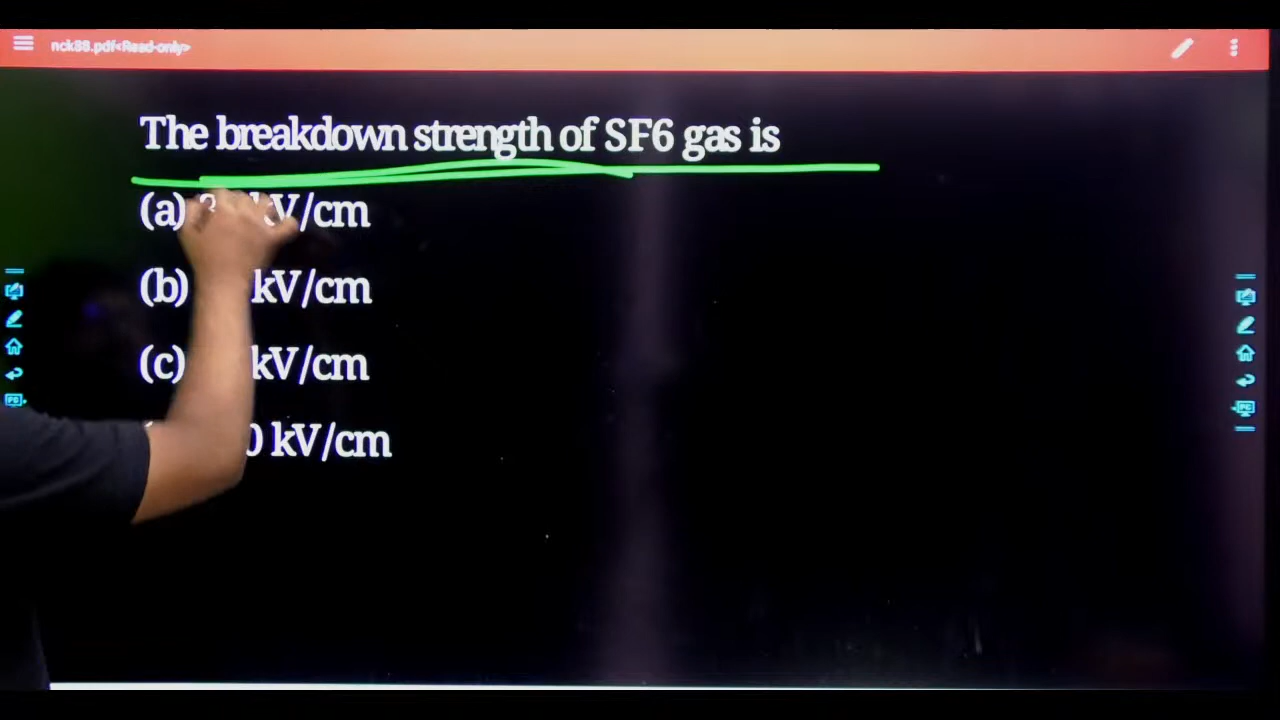 nck88.pdf<Read-only>
The breakdown strength of SF6 gas is
(a) kV/cm
(b) kV/cm
(c) kV/cm
kV/cm